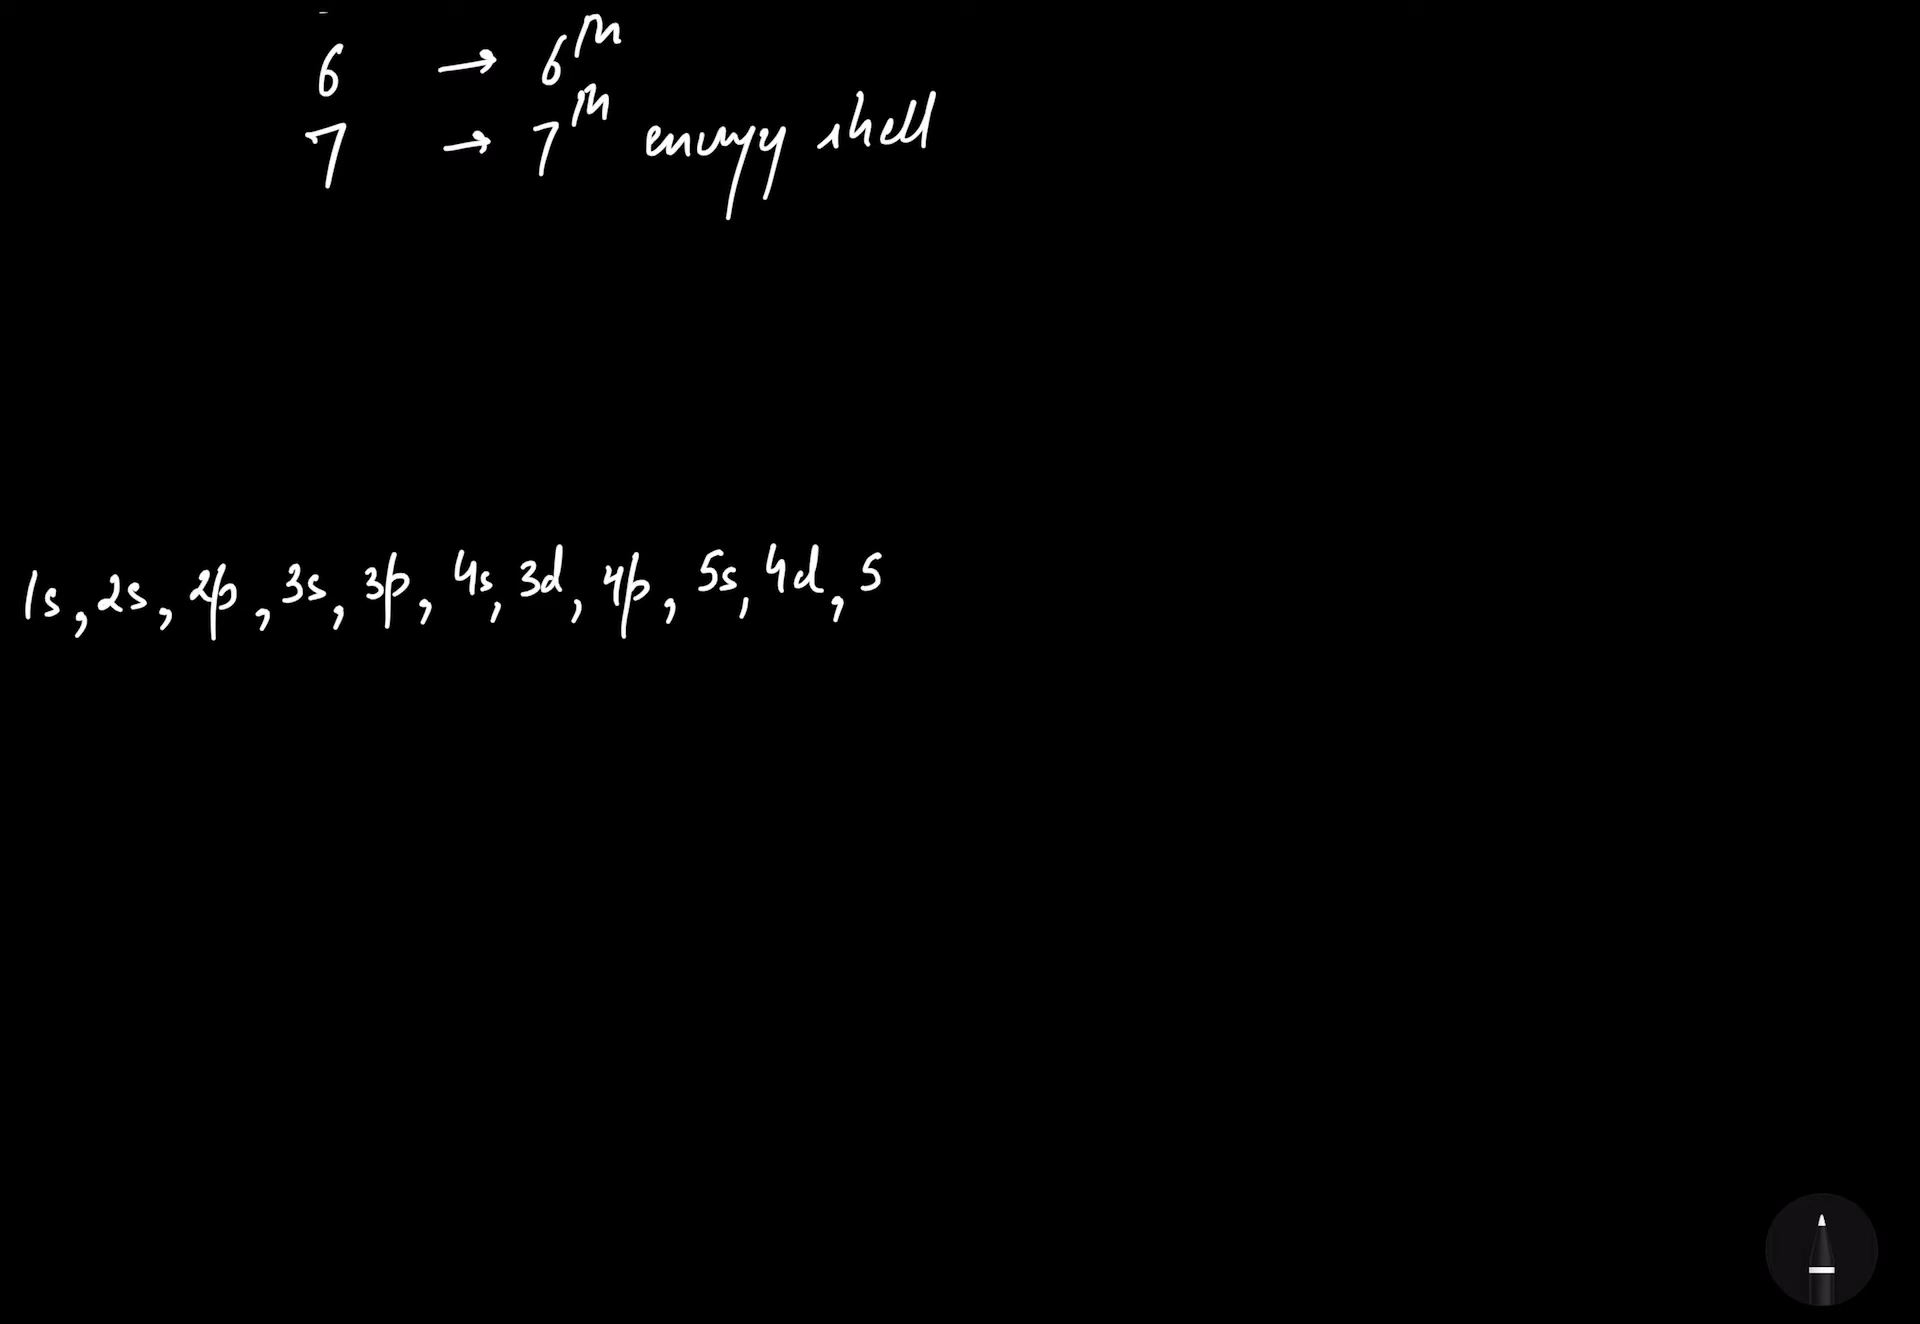 6 → 6th
7 → 7th energy shell
1s, 2s, 2p, 3s, 3p, 4s, 3d, 4p, 5s, 4d, 5